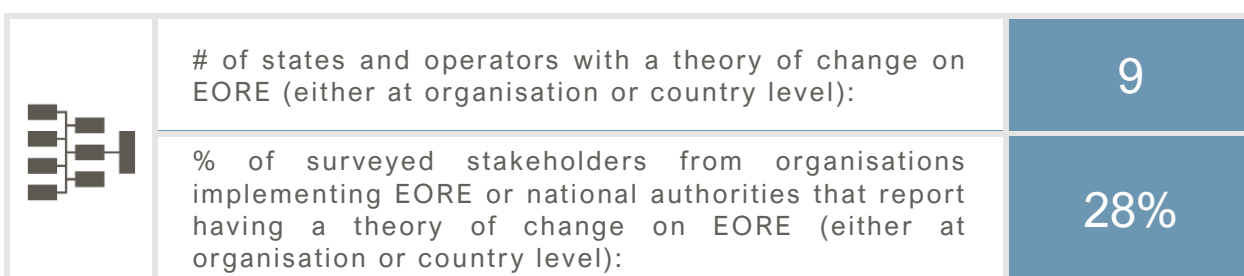 # of states and operators with a theory of change on
EORE (either at organisation or country level):
9
% of surveyed stakeholders from organisations
implementing EORE or national authorities that report
having a theory of change on EORE (either at
organisation or country level):
28%